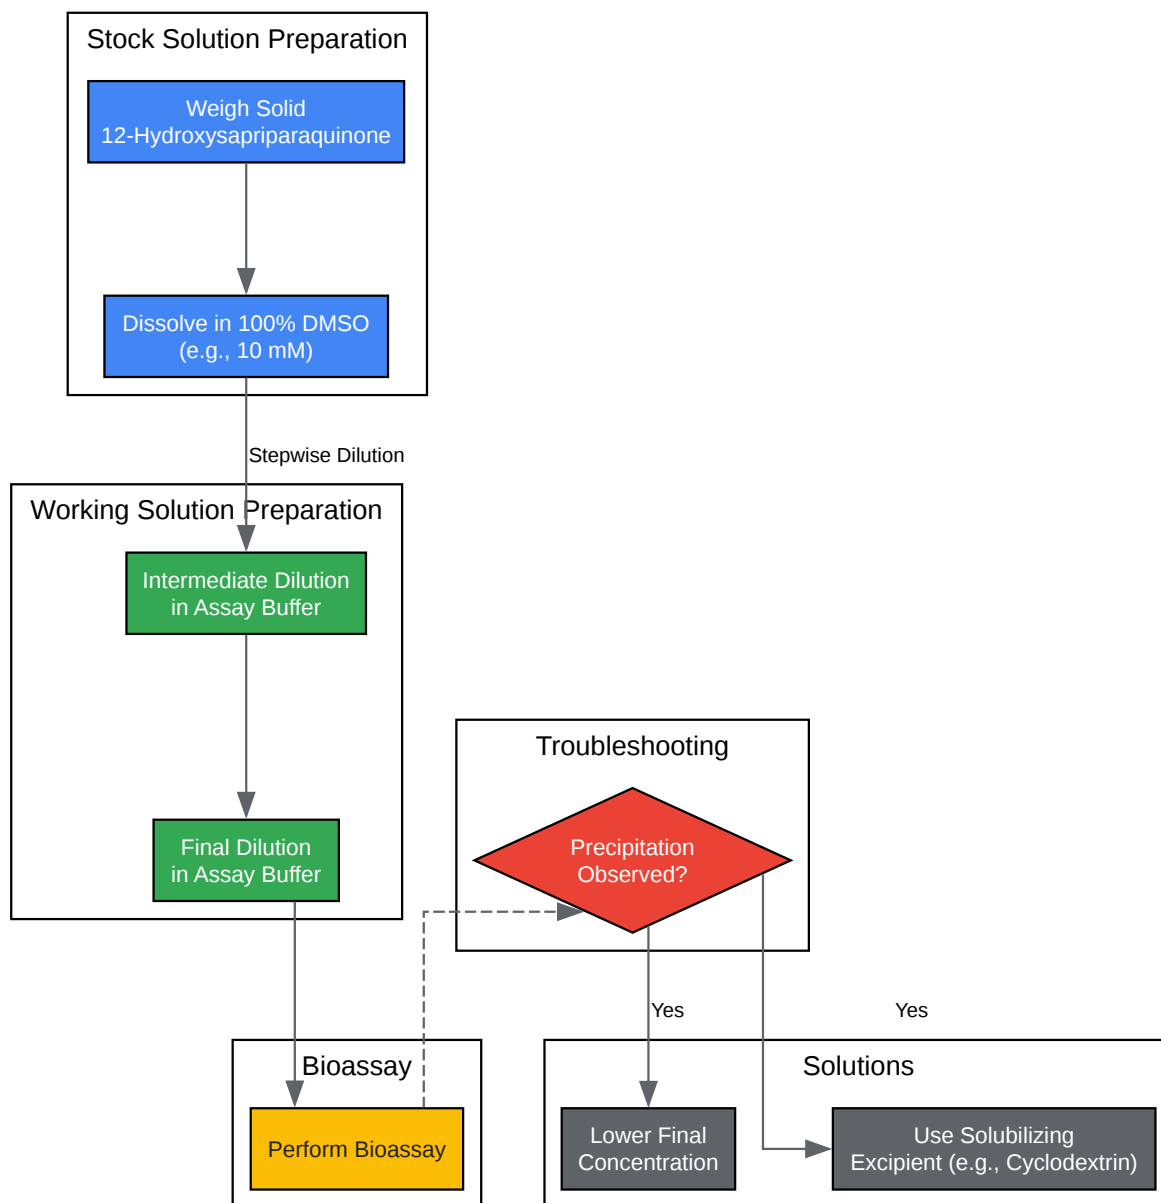 Stock Solution Preparation
Weigh Solid
12-Hydroxysapriparaquinone
Dissolve in 100% DMSO
(e.g., 10 mM)
Stepwise Dilution
Working Solution Preparation
Intermediate Dilution
in Assay Buffer
Final Dilution
in Assay Buffer
Troubleshooting
Precipitation
Observed?
Yes
Yes
Bioassay
Perform Bioassay
Solutions
Lower Final
Concentration
Use Solubilizing
Excipient (e.g., Cyclodextrin)